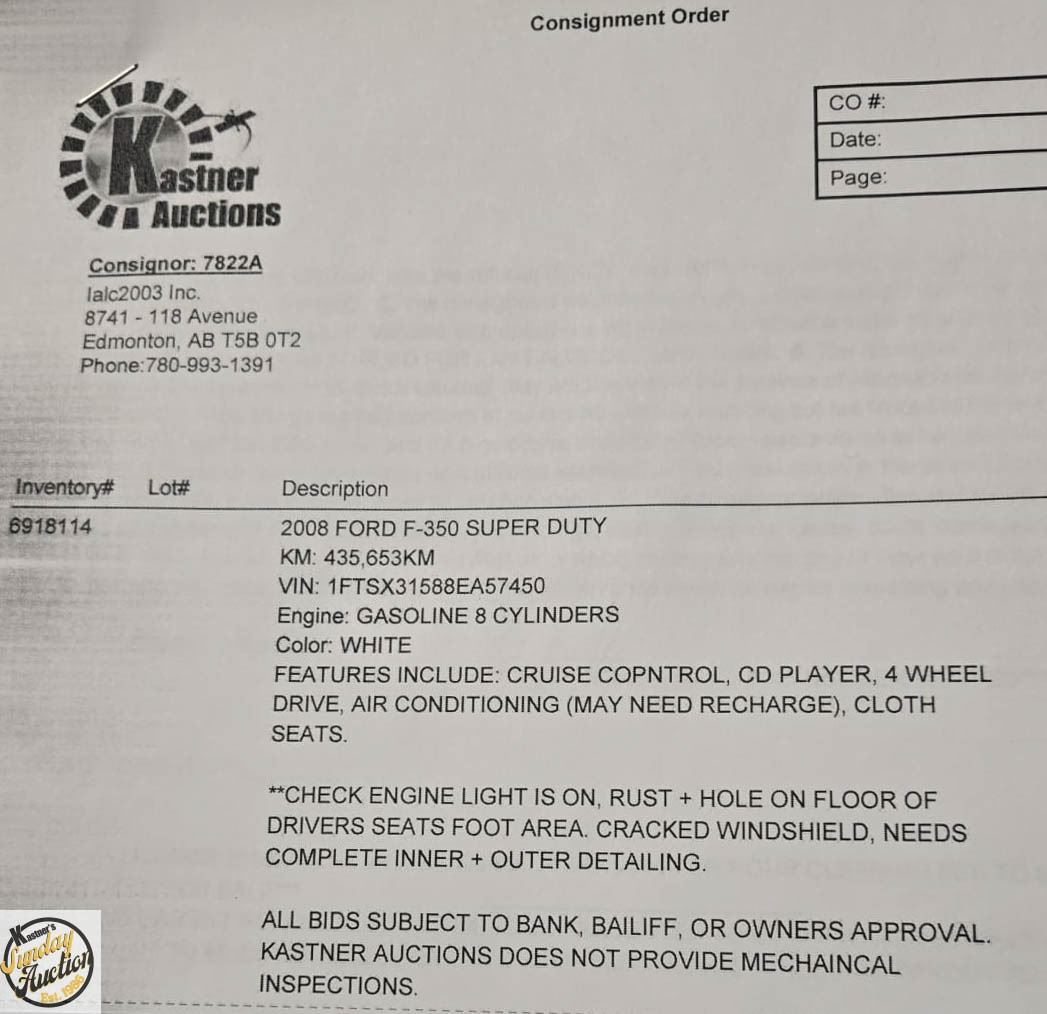 Consignment Order
CO #:
Date:
Page:
Kastner
Auctions
Consignor: 7822A
Ialc2003 Inc.
8741 - 118 Avenue
Edmonton, AB T5B 0T2
Phone:780-993-1391
Inventory# Lot# Description
6918114 2008 FORD F-350 SUPER DUTY
KM: 435,653KM
VIN: 1FTSX31588EA57450
Engine: GASOLINE 8 CYLINDERS
Color: WHITE
FEATURES INCLUDE: CRUISE COPNTROL, CD PLAYER, 4 WHEEL
DRIVE, AIR CONDITIONING (MAY NEED RECHARGE), CLOTH
SEATS.
**CHECK ENGINE LIGHT IS ON, RUST + HOLE ON FLOOR OF
DRIVERS SEATS FOOT AREA. CRACKED WINDSHIELD, NEEDS
COMPLETE INNER + OUTER DETAILING.
ALL BIDS SUBJECT TO BANK, BAILIFF, OR OWNERS APPROVAL.
KASTNER AUCTIONS DOES NOT PROVIDE MECHAINCAL
INSPECTIONS.
Kastner's
Sunday
Auction
Est. 1986